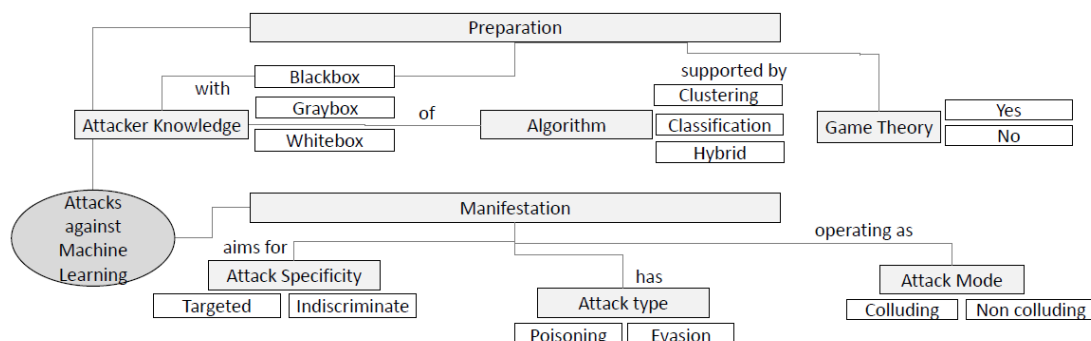 Preparation
supported by
Blackbox
with
Clustering
Graybox
of
Yes
Attacker Knowledge
Algorithm
Classification
Game Theory
No
Whitebox
Hybrid
Attacks
against
Machine
Learning
Manifestation
aims for
operating as
Attack Specificity
has
Attack Mode
Targeted
Indiscriminate
Attack type
Colluding
Non colluding
Poisoning
Evasion